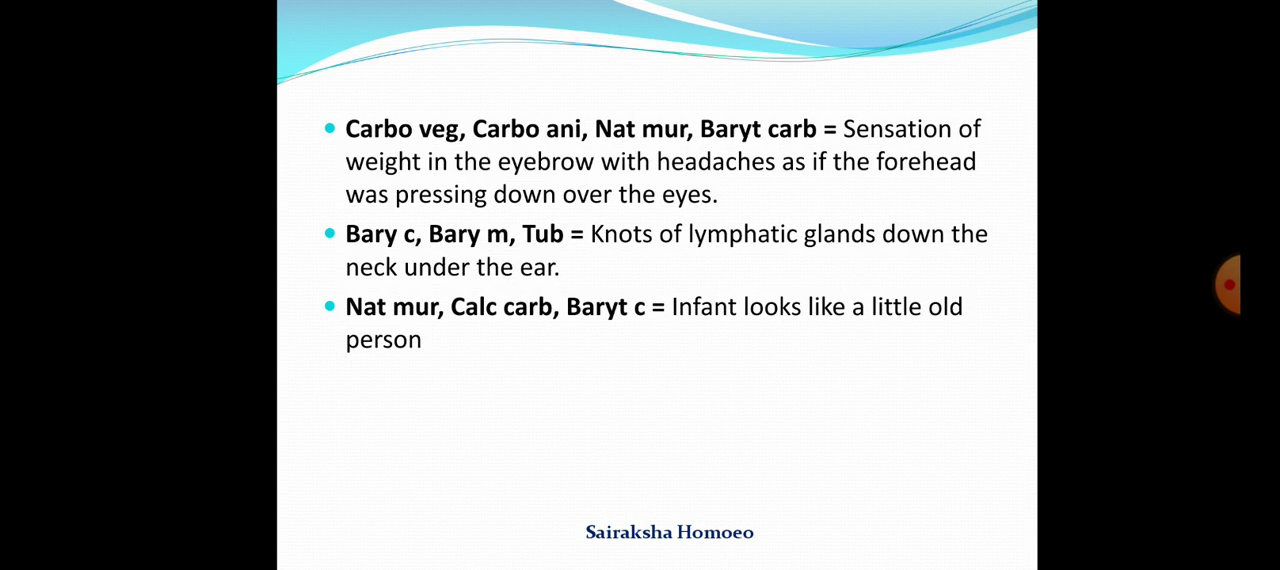 Carbo veg, Carbo ani, Nat mur, Baryt carb = Sensation of
weight in the eyebrow with headaches as if the forehead
was pressing down over the eyes.
Bary c, Bary m, Tub = Knots of lymphatic glands down the
neck under the ear.
Nat mur, Calc carb, Baryt c = Infant looks like a little old
person
Sairaksha Homoeo